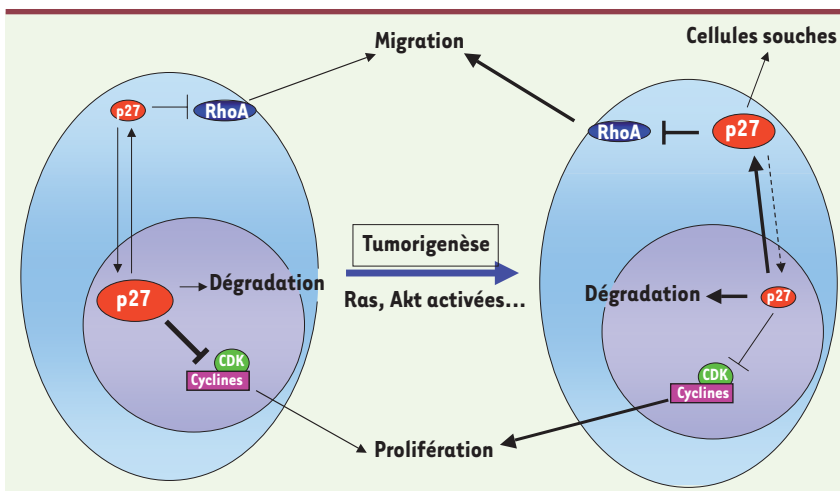 Migration
Cellules souches
p27
RhoA
RhoA
p27
Tumorigenèse
p27
Dégradation
Ras, Akt activées...
Dégradation
p27
CDK
Cyclines
CDK
Cyclines
Prolifération